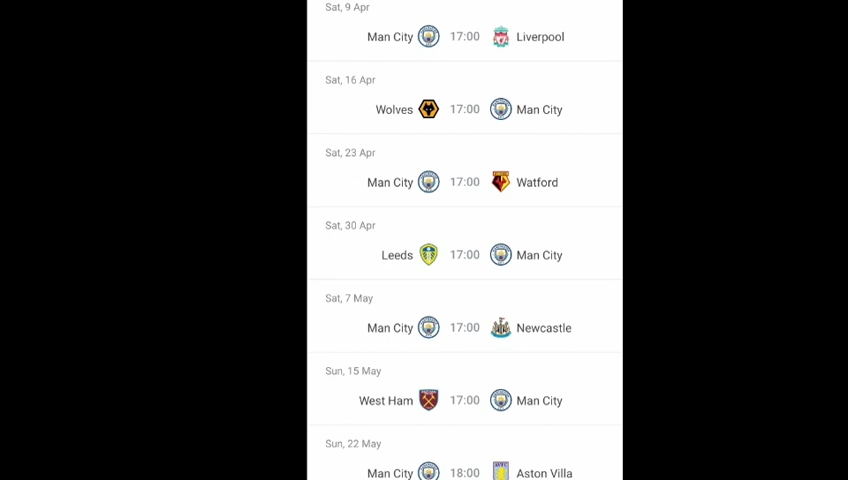 Sat, 9 Apr
Man City 17:00 Liverpool
Sat, 16 Apr
Wolves 17:00 Man City
Sat, 23 Apr
Man City 17:00 Watford
Sat, 30 Apr
Leeds 17:00 Man City
Sat, 7 May
Man City 17:00 Newcastle
Sun, 15 May
West Ham 17:00 Man City
Sun, 22 May
Man City 18:00 Aston Villa